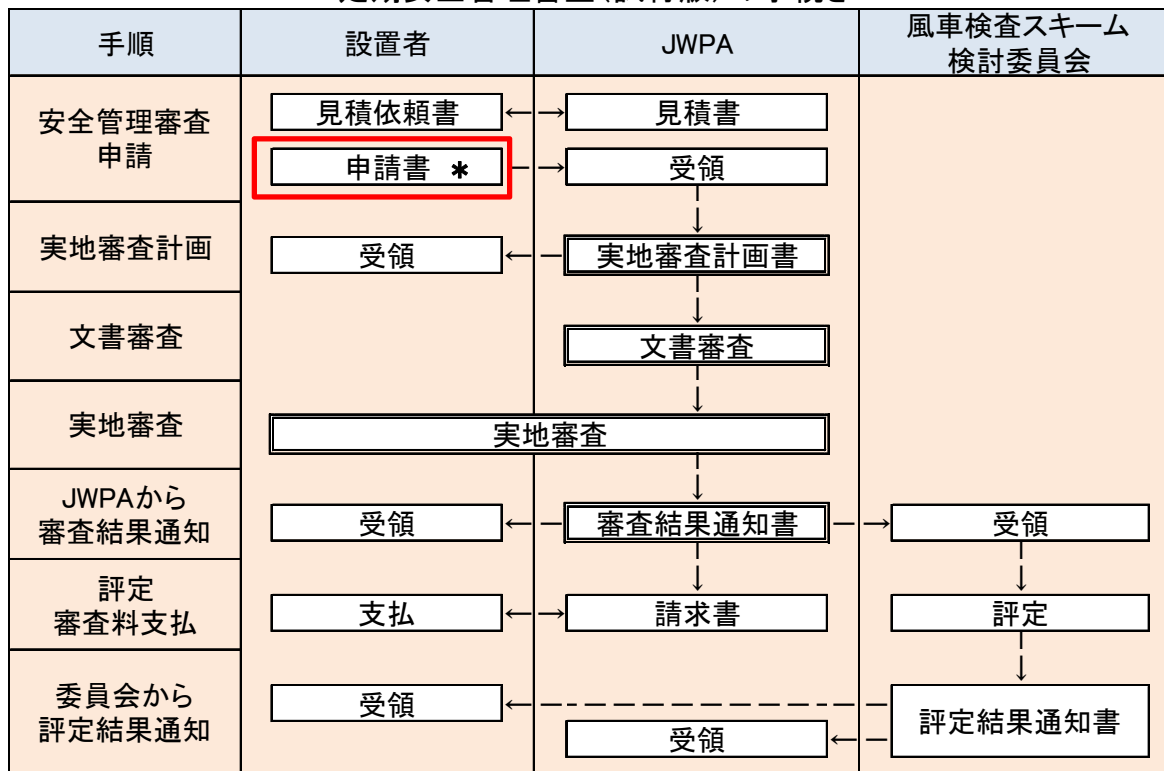 手順 設置者 JWPA 風車検査スキーム
検討委員会
安全管理審査
申請
見積依頼書 ←→ 見積書
申請書 * → 受領
↓
実地審査計画 受領 ← 実地審査計画書
↓
文書審査 文書審査
↓
実地審査 実地審査
↓
JWPAから
審査結果通知
受領 ← 審査結果通知書 → 受領
↓ ↓
評定
審査料支払
支払 ←→ 請求書 評定
↓
委員会から
評定結果通知
受領 ← 評定結果通知書
受領 ←